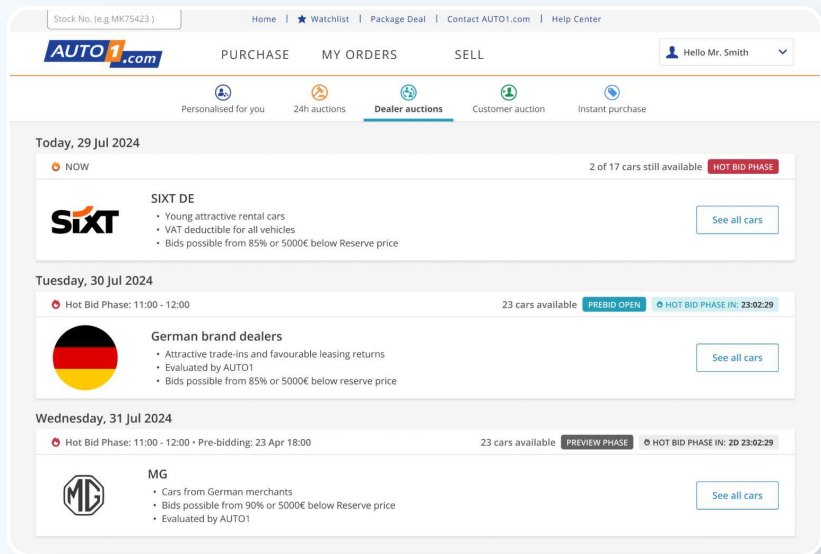 Stock No. (e.g MK75423 )
Home | Watchlist | Package Deal | Contact AUTO1.com | Help Center
AUTO1.com
PURCHASE MY ORDERS SELL
Hello Mr. Smith
Personalised for you 24h auctions Dealer auctions Customer auction Instant purchase
Today, 29 Jul 2024
NOW 2 of 17 cars still available HOT BID PHASE
SIXT
SIXT DE
• Young attractive rental cars
• VAT deductible for all vehicles
• Bids possible from 85% or 5000€ below Reserve price
See all cars
Tuesday, 30 Jul 2024
Hot Bid Phase: 11:00 - 12:00 23 cars available PREBID OPEN HOT BID PHASE IN: 23:02:29
German brand dealers
• Attractive trade-ins and favourable leasing returns
• Evaluated by AUTO1
• Bids possible from 85% or 5000€ below reserve price
See all cars
Wednesday, 31 Jul 2024
Hot Bid Phase: 11:00 - 12:00 • Pre-bidding: 23 Apr 18:00 23 cars available PREVIEW PHASE HOT BID PHASE IN: 2D 23:02:29
MG
MG
• Cars from German merchants
• Bids possible from 90% or 5000€ below Reserve price
• Evaluated by AUTO1
See all cars